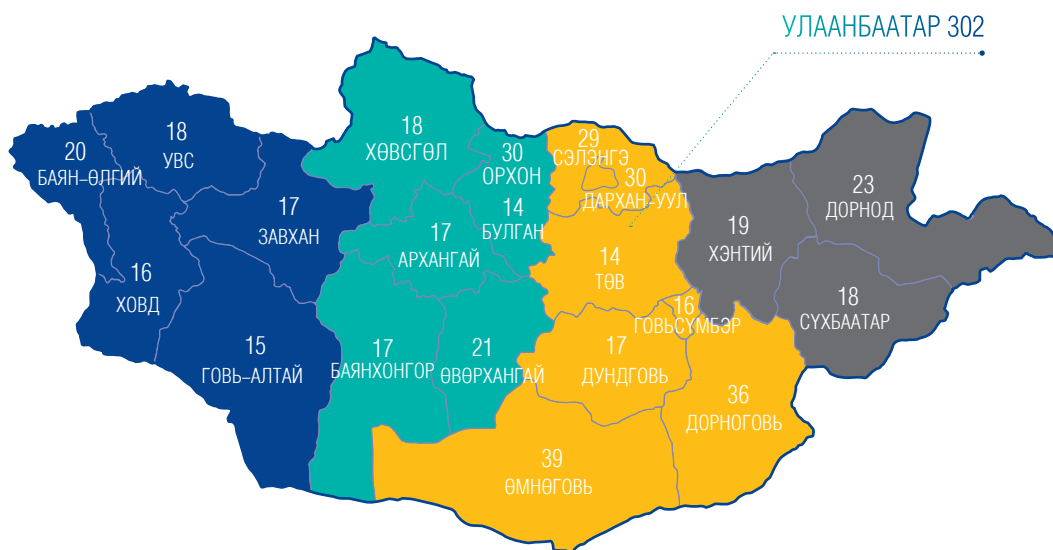 УЛААНБААТАР 302
20
БАЯН-ӨЛГИЙ
18
УВС
17
ЗАВХАН
16
ХОВД
15
ГОВЬ-АЛТАЙ
18
ХӨВСГӨЛ
30
ОРХОН
14
БУЛГАН
17
АРХАНГАЙ
17
БАЯНХОНГОР
21
ӨВӨРХАНГАЙ
29
СЭЛЭНГЭ
30
ДАРХАН-УУЛ
14
ТӨВ
16
ГОВЬСҮМБЭР
17
ДУНДГОВЬ
36
ДОРНОГОВЬ
39
ӨМНӨГОВЬ
19
ХЭНТИЙ
23
ДОРНОД
18
СҮХБААТАР